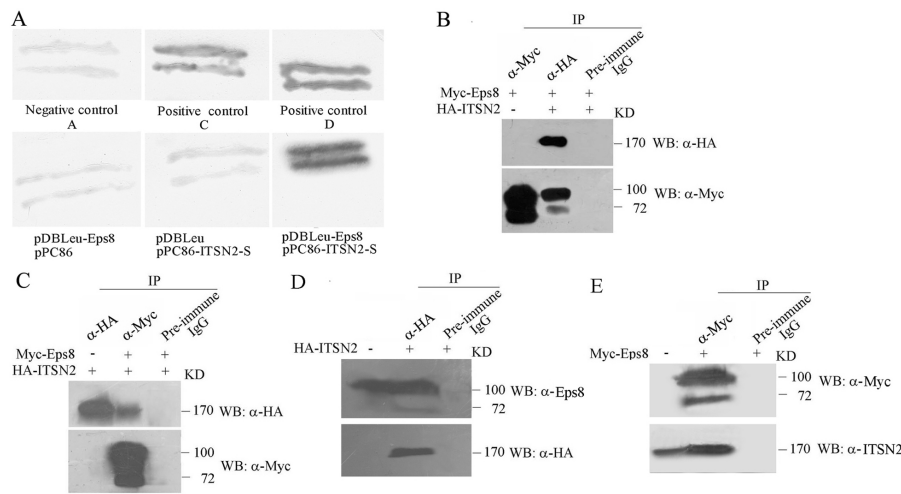 A
Negative control
A
Positive control
C
Positive control
D
pDBLeu-Eps8
pPC86
pDBLeu
pPC86-ITSN2-S
pDBLeu-Eps8
pPC86-ITSN2-S
B
IP
α-Myc
α-HA
Pre-immune
IgG
Myc-Eps8 + + +
HA-ITSN2 - + +
KD
170 WB: α-HA
100
72
WB: α-Myc
C
IP
α-HA
α-Myc
Pre-immune
IgG
Myc-Eps8 - + +
HA-ITSN2 + + +
KD
170 WB: α-HA
100
72
WB: α-Myc
D
IP
α-HA
Pre-immune
IgG
HA-ITSN2 - + +
KD
100
72
WB: α-Eps8
170 WB: α-HA
E
IP
α-Myc
Pre-immune
IgG
Myc-Eps8 - + +
KD
100
72
WB: α-Myc
170 WB: α-ITSN2